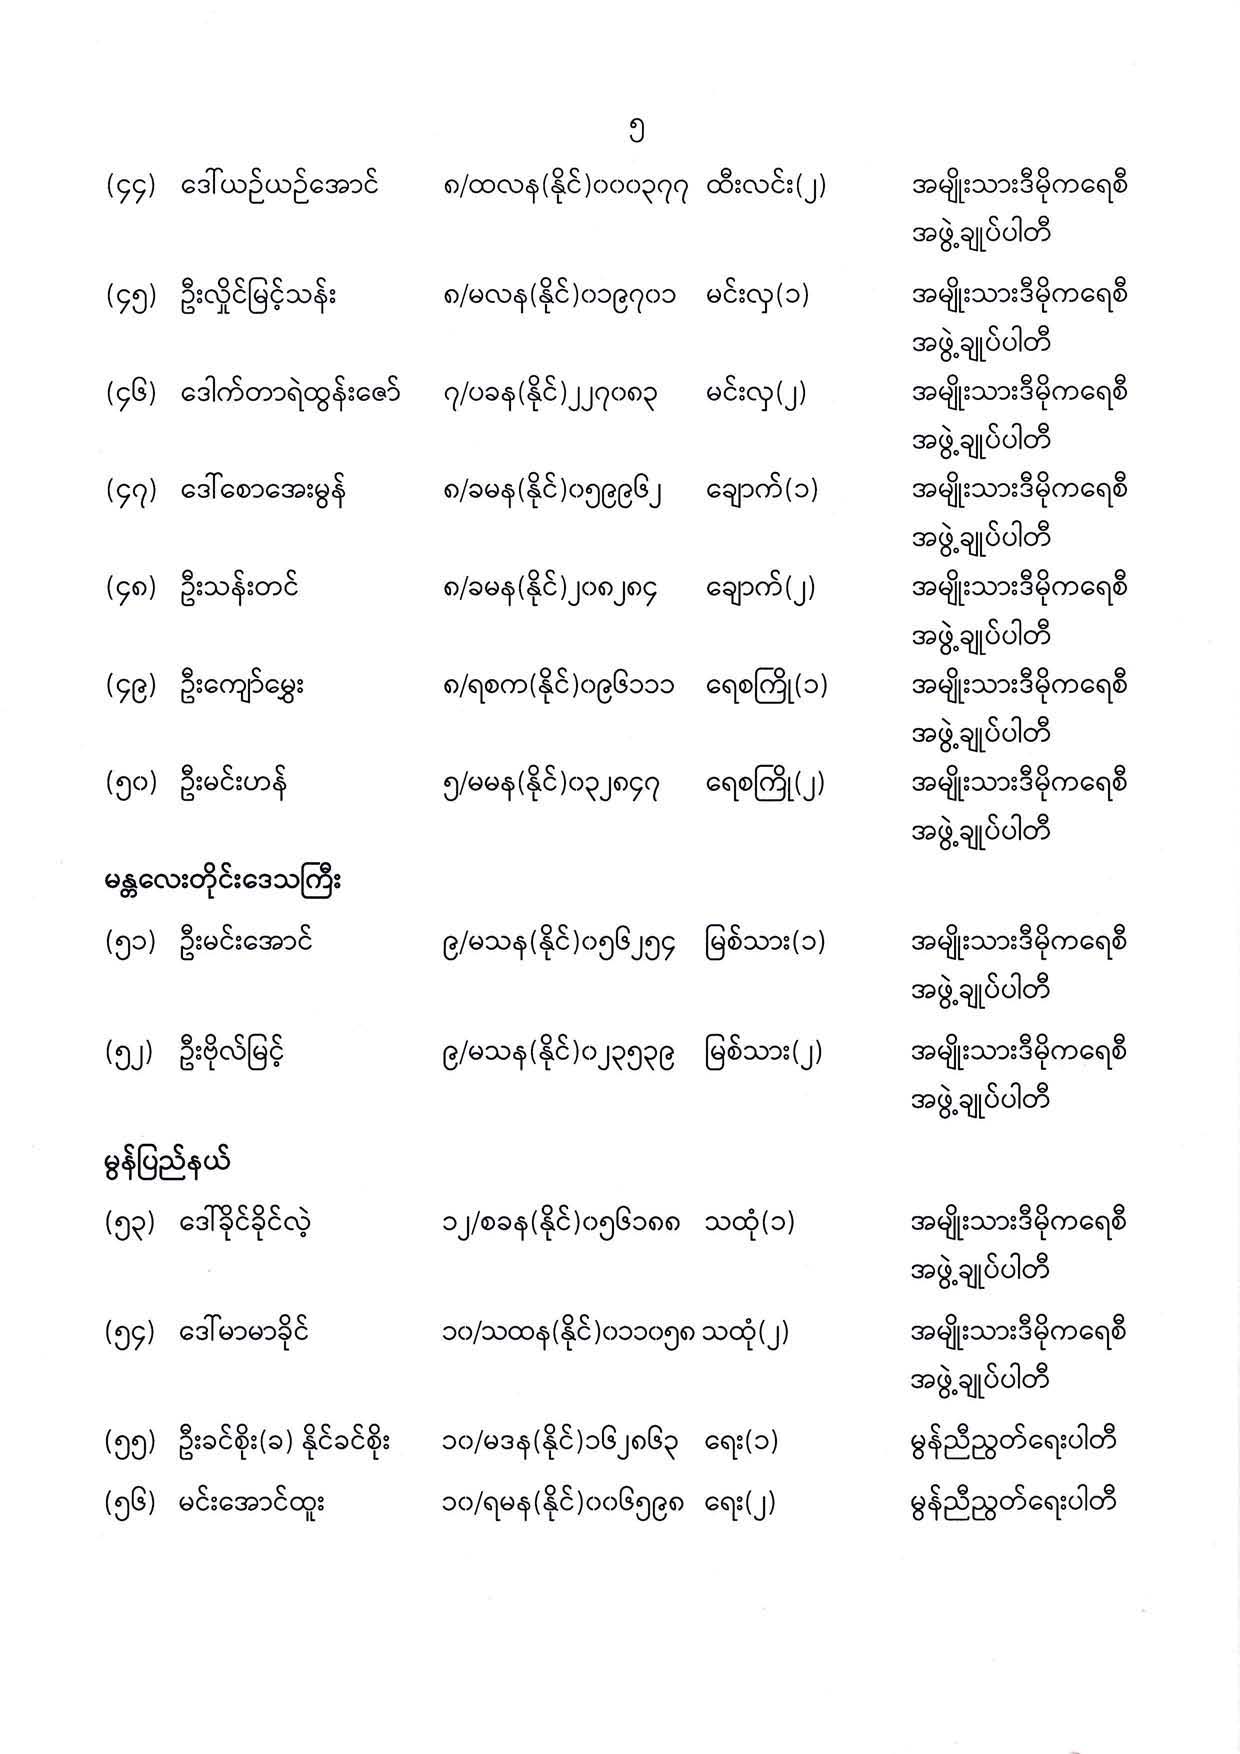 ၅
(၄၄) ဒေါ်ယဉ်ယဉ်အောင် ၈/ထလန(နိုင်)၀၀၀၃၇၇ ထီးလင်း(၂) အမျိုးသားဒီမိုကရေစီ
အဖွဲ့ချုပ်ပါတီ
(၄၅) ဦးလှိုင်မြင့်သန်း ၈/မလန(နိုင်)၀၁၉၇၀၁ မင်းလှ(၁) အမျိုးသားဒီမိုကရေစီ
အဖွဲ့ချုပ်ပါတီ
(၄၆) ဒေါက်တာရဲထွန်းဇော် ၇/ပခန(နိုင်)၂၂၇၀၈၃ မင်းလှ(၂) အမျိုးသားဒီမိုကရေစီ
အဖွဲ့ချုပ်ပါတီ
(၄၇) ဒေါ်စောအေးမွန် ၈/ခမန(နိုင်)၀၅၉၉၆၂ ချောက်(၁) အမျိုးသားဒီမိုကရေစီ
အဖွဲ့ချုပ်ပါတီ
(၄၈) ဦးသန်းတင် ၈/ခမန(နိုင်)၂၀၈၂၈၄ ချောက်(၂) အမျိုးသားဒီမိုကရေစီ
အဖွဲ့ချုပ်ပါတီ
(၄၉) ဦးကျော်မွှေး ၈/ရစက(နိုင်)၀၉၆၁၁၁ ရေစကြို(၁) အမျိုးသားဒီမိုကရေစီ
အဖွဲ့ချုပ်ပါတီ
(၅၀) ဦးမင်းဟန် ၅/မမန(နိုင်)၀၃၂၈၄၇ ရေစကြို(၂) အမျိုးသားဒီမိုကရေစီ
အဖွဲ့ချုပ်ပါတီ
မန္တလေးတိုင်းဒေသကြီး
(၅၁) ဦးမင်းအောင် ၉/မသန(နိုင်)၀၅၆၂၅၄ မြစ်သား(၁) အမျိုးသားဒီမိုကရေစီ
အဖွဲ့ချုပ်ပါတီ
(၅၂) ဦးဗိုလ်မြင့် ၉/မသန(နိုင်)၀၂၃၅၃၉ မြစ်သား(၂) အမျိုးသားဒီမိုကရေစီ
အဖွဲ့ချုပ်ပါတီ
မွန်ပြည်နယ်
(၅၃) ဒေါ်ခိုင်ခိုင်လဲ့ ၁၂/စခန(နိုင်)၀၅၆၁၈၈ သထုံ(၁) အမျိုးသားဒီမိုကရေစီ
အဖွဲ့ချုပ်ပါတီ
(၅၄) ဒေါ်မာမာခိုင် ၁၀/သထန(နိုင်)၀၁၁၀၅၈ သထုံ(၂) အမျိုးသားဒီမိုကရေစီ
အဖွဲ့ချုပ်ပါတီ
(၅၅) ဦးခင်စိုး(ခ) နိုင်ခင်စိုး ၁၀/မဒန(နိုင်)၁၆၂၈၆၃ ရေး(၁) မွန်ညီညွတ်ရေးပါတီ
(၅၆) မင်းအောင်ထူး ၁၀/ရမန(နိုင်)၀၀၆၅၉၈ ရေး(၂) မွန်ညီညွတ်ရေးပါတီ